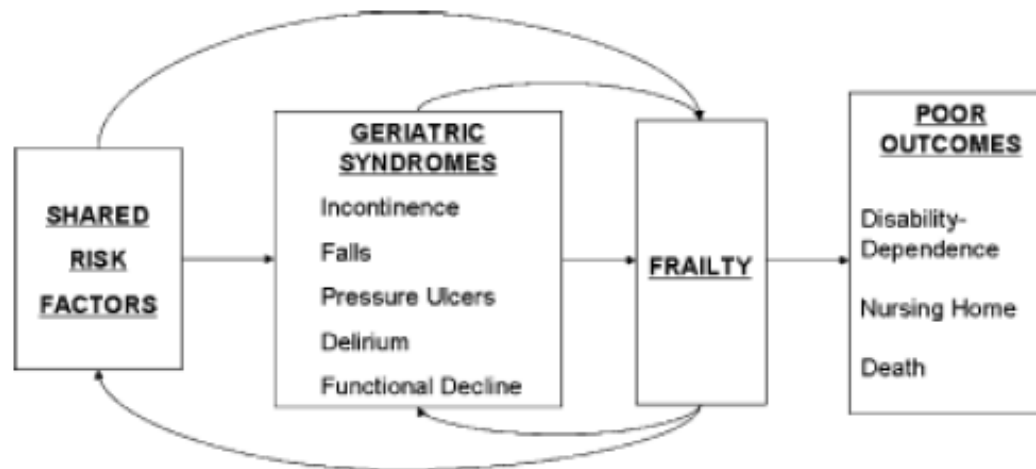 SHARED
RISK
FACTORS
GERIATRIC
SYNDROMES
Incontinence
Falls
Pressure Ulcers
Delirium
Functional Decline
FRAILTY
POOR
OUTCOMES
Disability-
Dependence
Nursing Home
Death